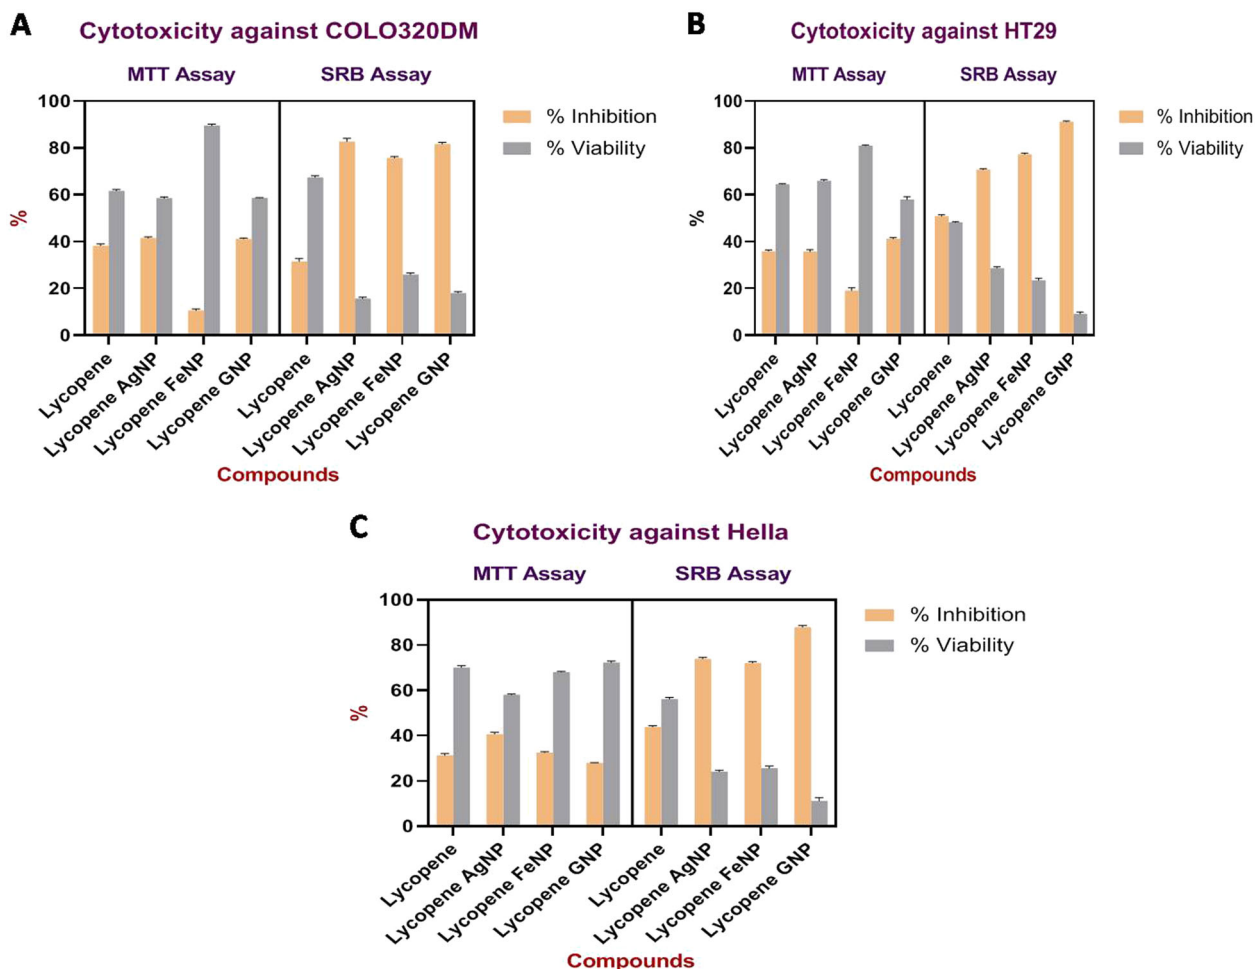 A
Cytotoxicity against COLO320DM
MTT Assay SRB Assay
100
80
60
40
20
0
%
% Inhibition
% Viability
Lycopene
Lycopene AgNP
Lycopene FeNP
Lycopene GNP
Lycopene
Lycopene AgNP
Lycopene FeNP
Lycopene GNP
Compounds
B
Cytotoxicity against HT29
MTT Assay SRB Assay
100
80
60
40
20
0
%
% Inhibition
% Viability
Lycopene
Lycopene AgNP
Lycopene FeNP
Lycopene GNP
Lycopene
Lycopene AgNP
Lycopene FeNP
Lycopene GNP
Compounds
C
Cytotoxicity against Hella
MTT Assay SRB Assay
100
80
60
40
20
0
%
% Inhibition
% Viability
Lycopene
Lycopene AgNP
Lycopene FeNP
Lycopene GNP
Lycopene
Lycopene AgNP
Lycopene FeNP
Lycopene GNP
Compounds